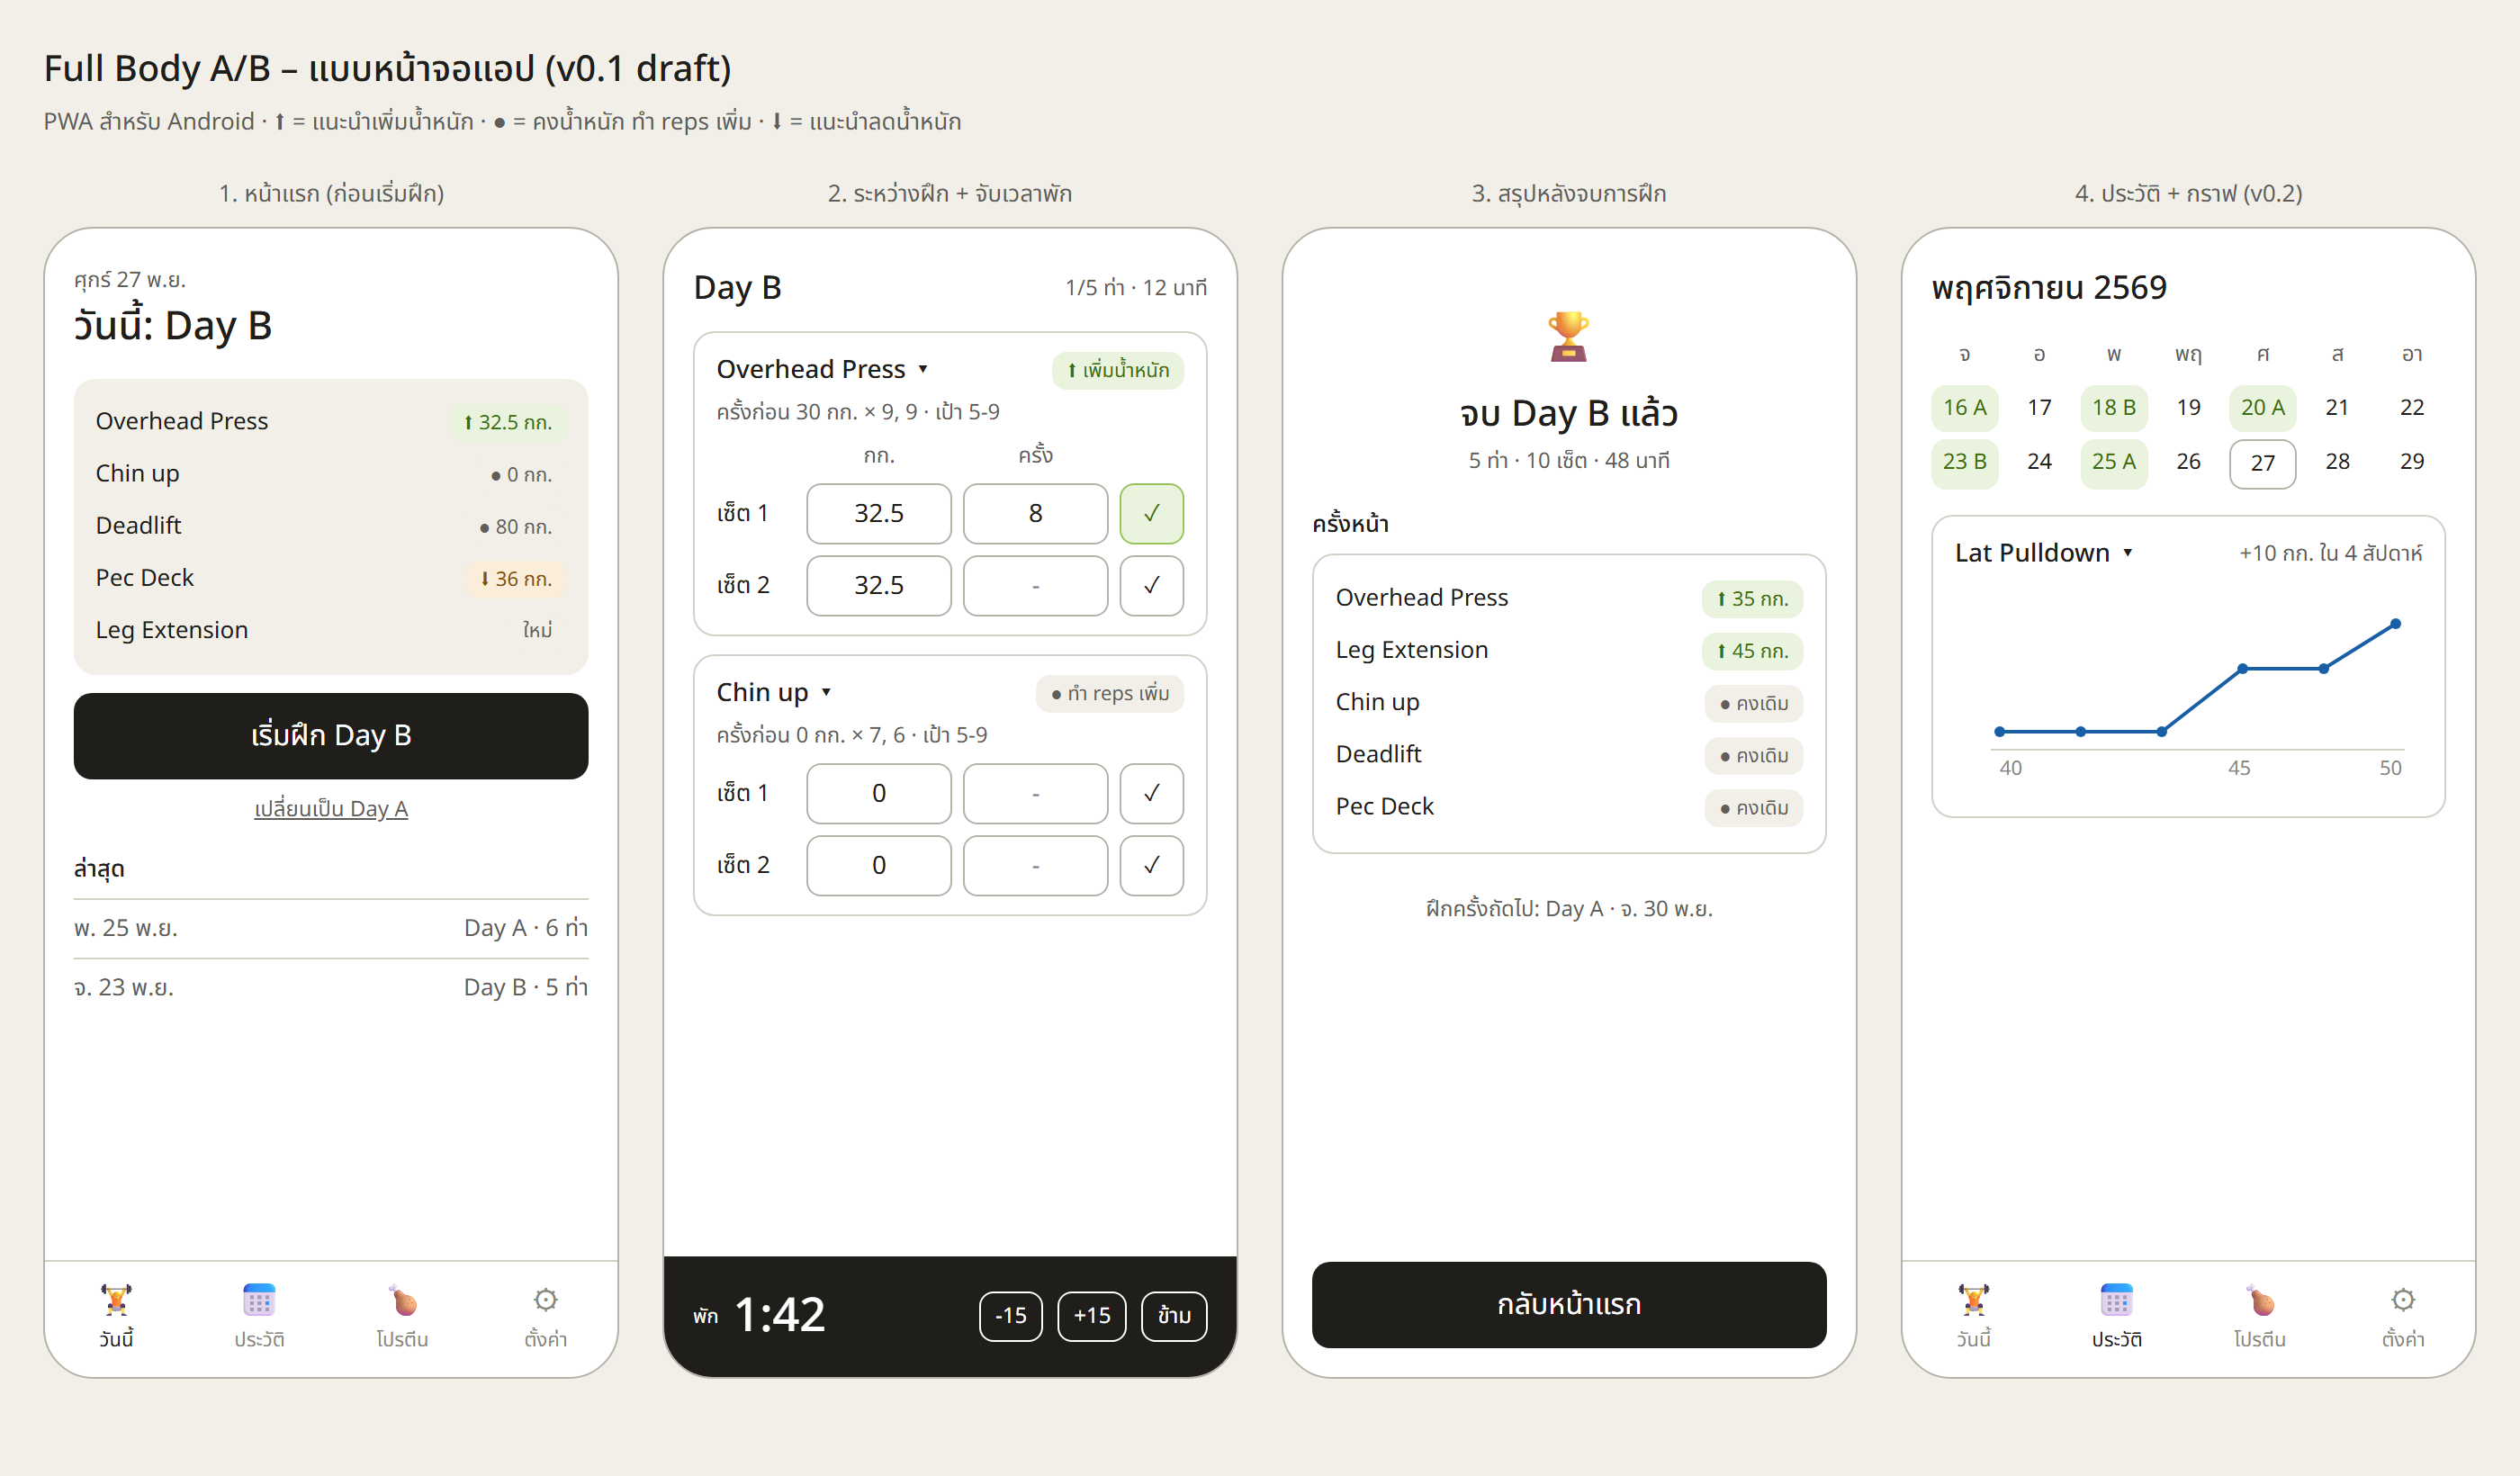 Full Body A/B – แบบหน้าจอแอป (v0.1 draft)
PWA สำหรับ Android · ⬆ = แนะนำเพิ่มน้ำหนัก · ● = คงน้ำหนัก ทำ reps เพิ่ม · ⬇ = แนะนำลดน้ำหนัก
1. หน้าแรก (ก่อนเริ่มฝึก)
ศุกร์ 27 พ.ย.
วันนี้: Day B
Overhead Press ⬆ 32.5 กก.
Chin up ● 0 กก.
Deadlift ● 80 กก.
Pec Deck ⬇ 36 กก.
Leg Extension ใหม่
เริ่มฝึก Day B
เปลี่ยนเป็น Day A
ล่าสุด
พ. 25 พ.ย. Day A · 6 ท่า
จ. 23 พ.ย. Day B · 5 ท่า
วันนี้ ประวัติ โปรตีน ตั้งค่า
2. ระหว่างฝึก + จับเวลาพัก
Day B 1/5 ท่า · 12 นาที
Overhead Press ▾ ⬆ เพิ่มน้ำหนัก
ครั้งก่อน 30 กก. × 9, 9 · เป้า 5-9
กก. ครั้ง
เซ็ต 1 32.5 8 ✓
เซ็ต 2 32.5 - ✓
Chin up ▾ ● ทำ reps เพิ่ม
ครั้งก่อน 0 กก. × 7, 6 · เป้า 5-9
เซ็ต 1 0 - ✓
เซ็ต 2 0 - ✓
พัก 1:42 -15 +15 ข้าม
3. สรุปหลังจบการฝึก
จบ Day B แล้ว
5 ท่า · 10 เซ็ต · 48 นาที
ครั้งหน้า
Overhead Press ⬆ 35 กก.
Leg Extension ⬆ 45 กก.
Chin up ● คงเดิม
Deadlift ● คงเดิม
Pec Deck ● คงเดิม
ฝึกครั้งถัดไป: Day A · จ. 30 พ.ย.
กลับหน้าแรก
4. ประวัติ + กราฟ (v0.2)
พฤศจิกายน 2569
จ อ พ พฤ ศ ส อา
16 A 17 18 B 19 20 A 21 22
23 B 24 25 A 26 27 28 29
Lat Pulldown ▾ +10 กก. ใน 4 สัปดาห์
40 45 50
วันนี้ ประวัติ โปรตีน ตั้งค่า